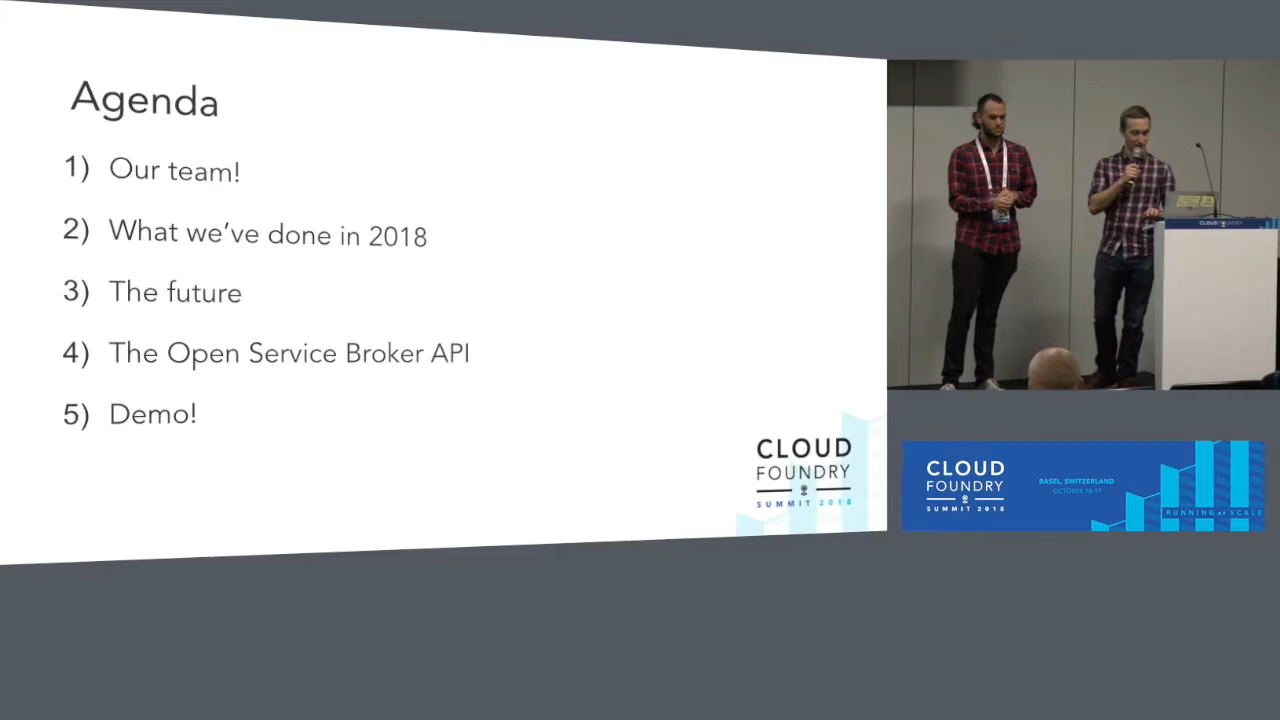 Agenda
1) Our team!
2) What we've done in 2018
3) The future
4) The Open Service Broker API
5) Demo!
CLOUD
FOUNDRY
SUMMIT 2018
CLOUD FOUNDRY
CLOUD
FOUNDRY
SUMMIT 2018
BASEL, SWITZERLAND
OCTOBER 10-11
RUNNING AT SCALE